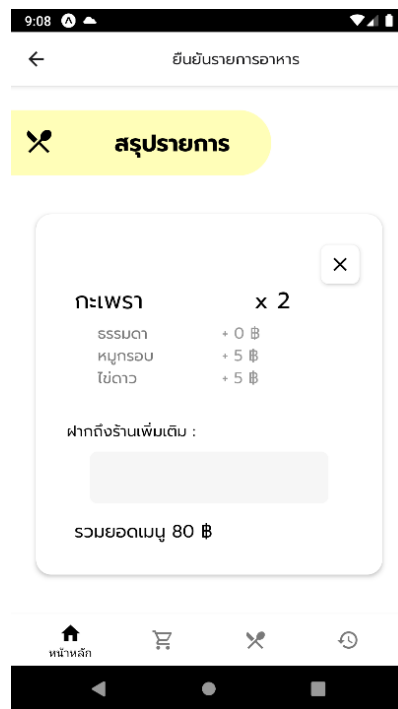 9:08
ยืนยันรายการอาหาร
สรุปรายการ
กะเพรา x 2
ธรรมดา + 0 ฿
หมูกรอบ + 5 ฿
ไข่ดาว + 5 ฿
ฝากถึงร้านเพิ่มเติม :
รวมยอดเมนู 80 ฿
หน้าหลัก